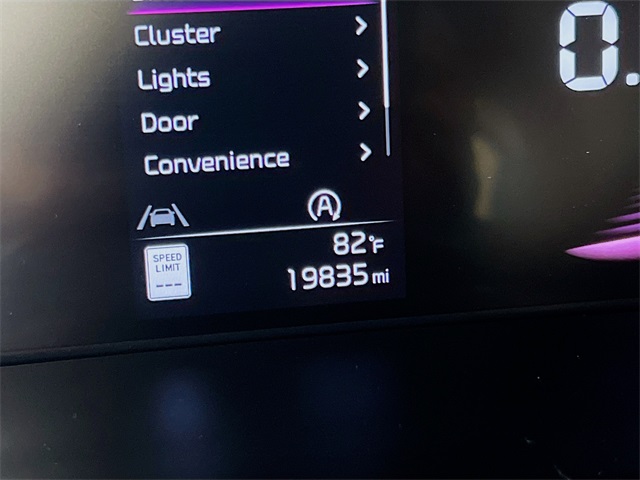 Cluster >
Lights >
Door >
Convenience >
A
SPEED
LIMIT
---
82°F
19835 mi
0.